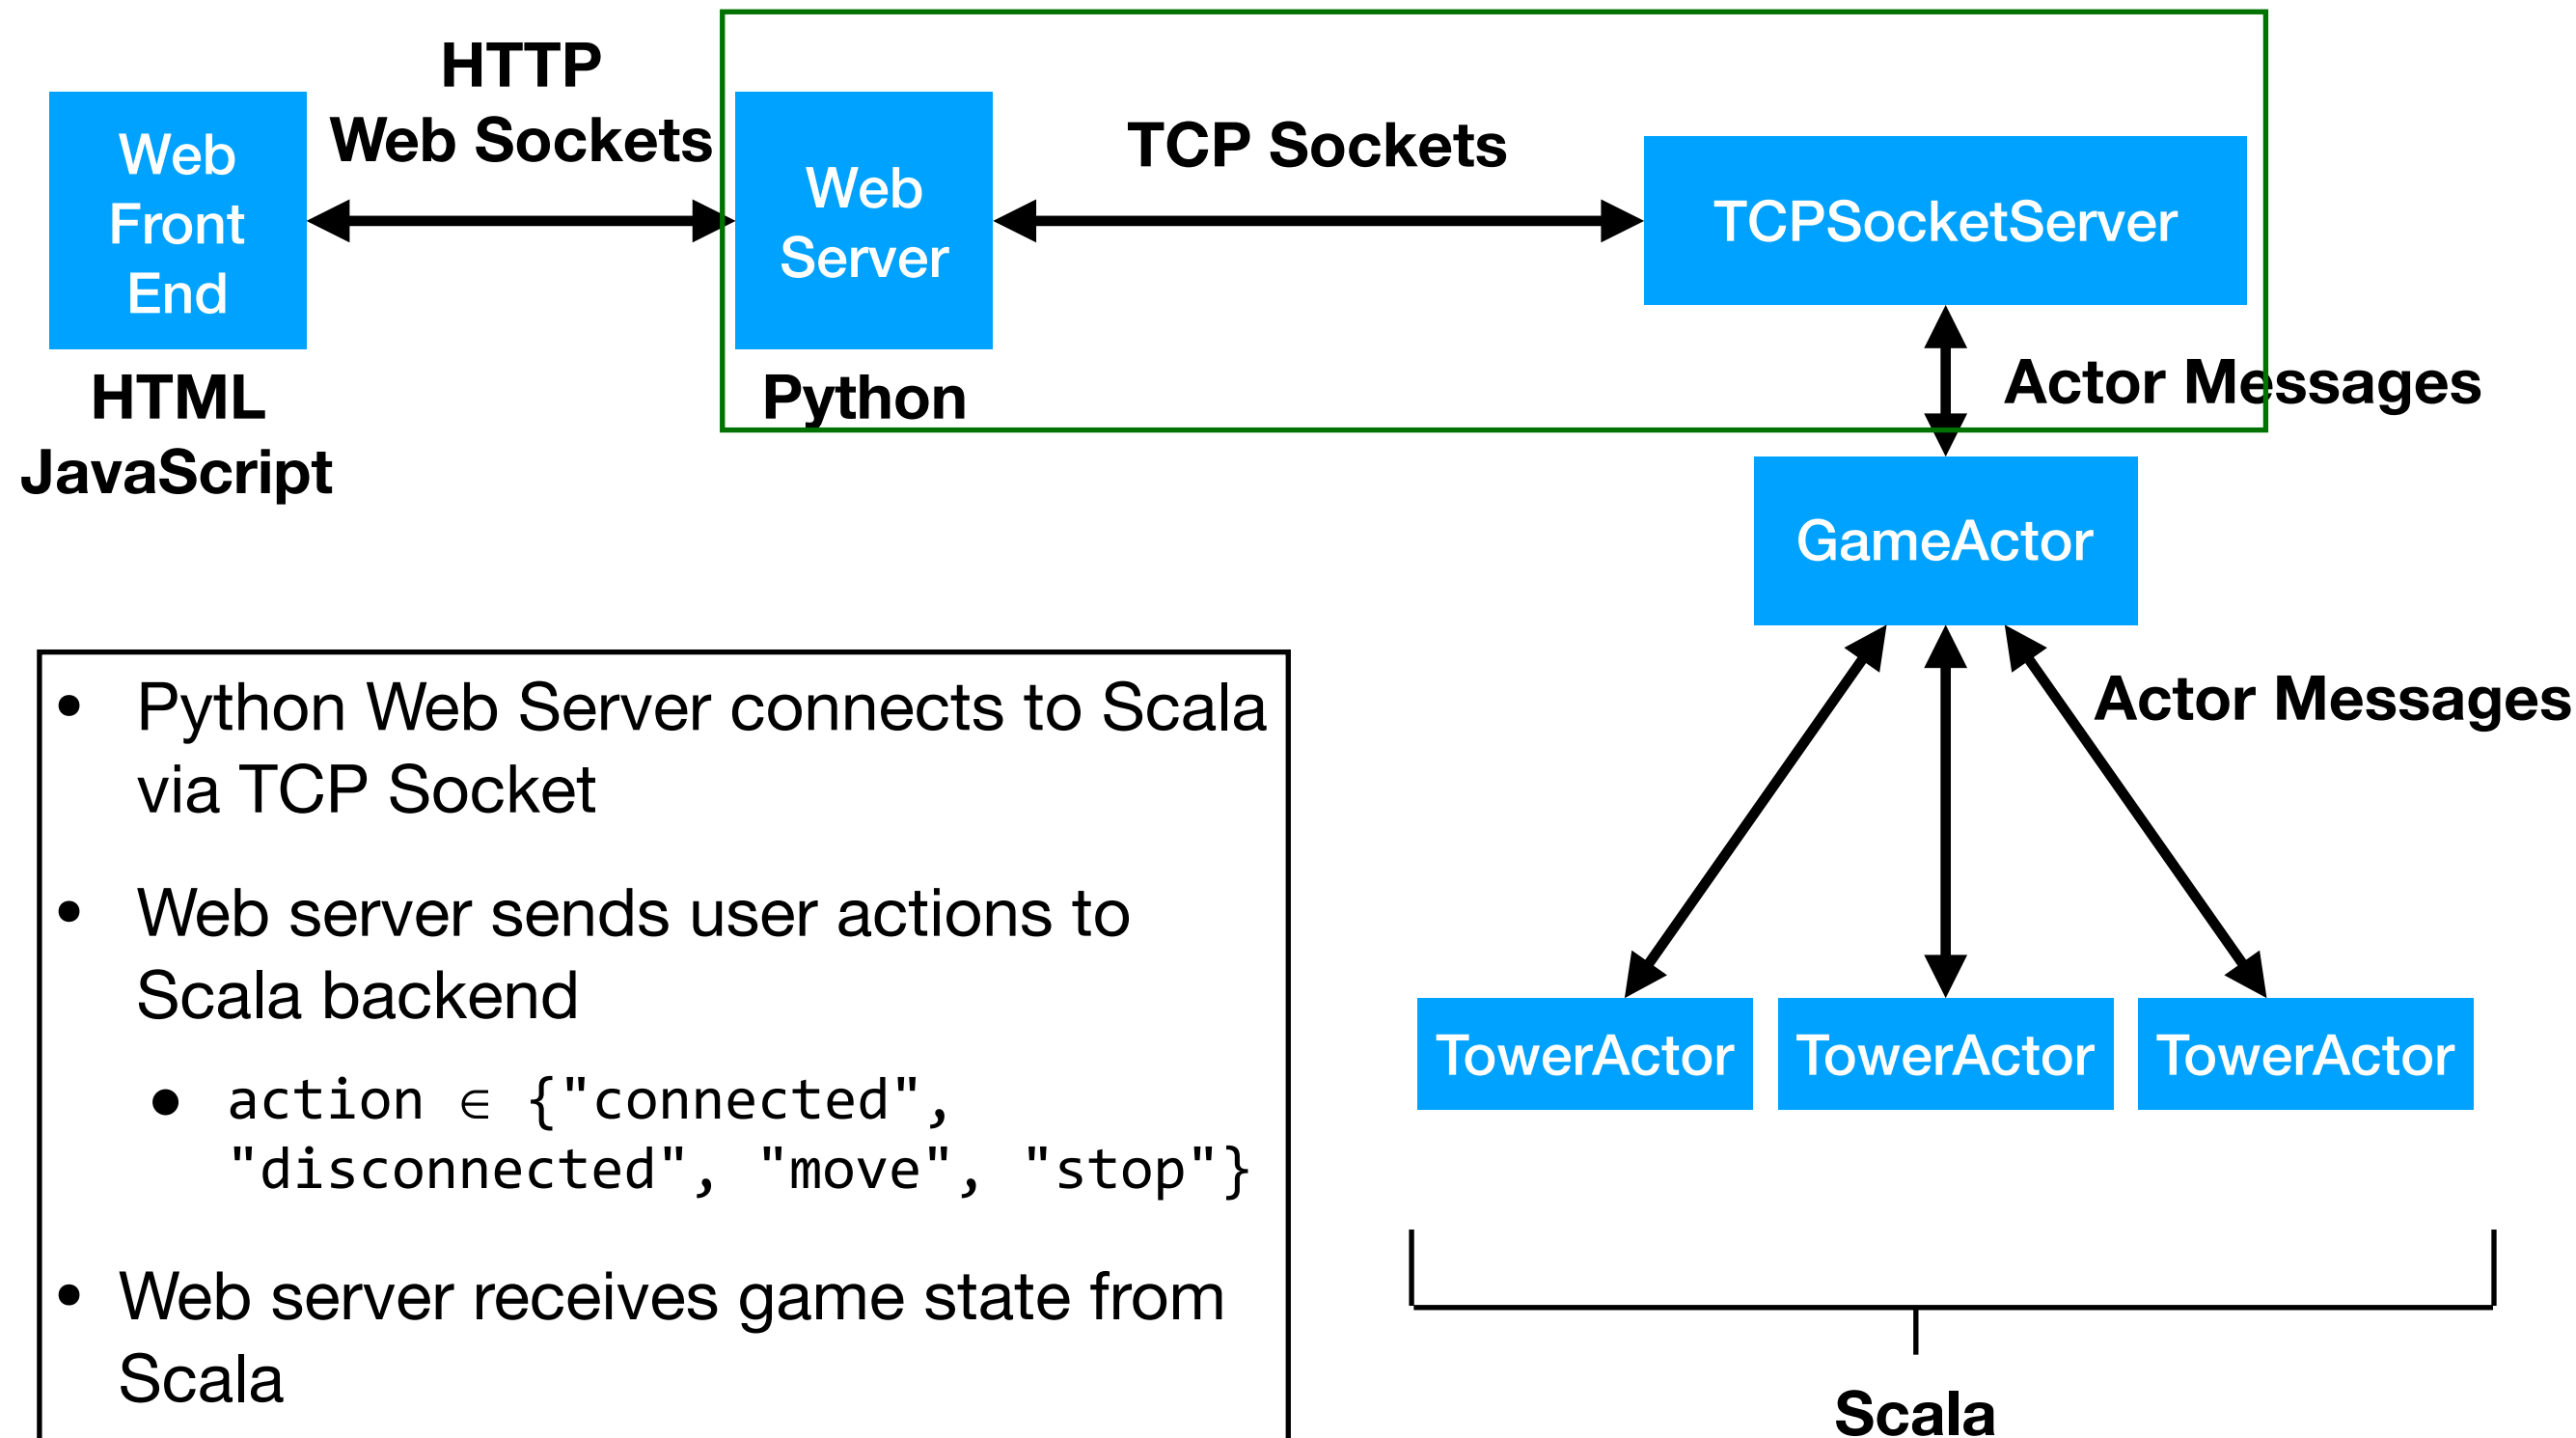 HTTP
Web Sockets
Web
Front
End
HTML
JavaScript
Web
Server
Python
TCP Sockets
TCPSocketServer
Actor Messages
GameActor
Actor Messages
TowerActor
TowerActor
TowerActor
Scala
• Python Web Server connects to Scala
via TCP Socket
• Web server sends user actions to
Scala backend
• action ∈ {"connected",
"disconnected", "move", "stop"}
• Web server receives game state from
Scala